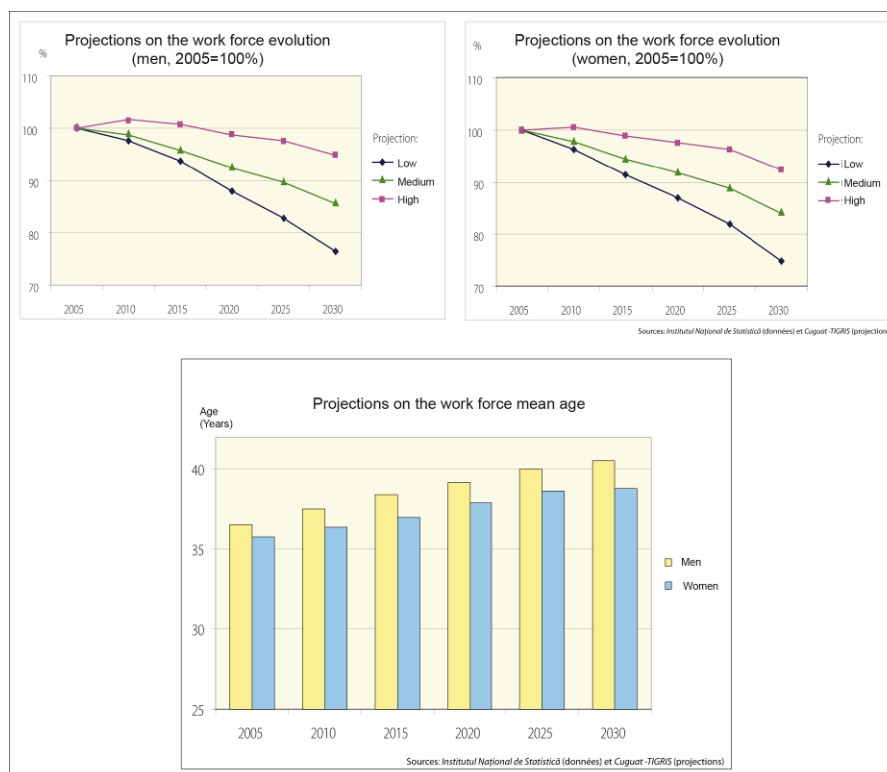 Projections on the work force evolution
(men, 2005=100%)
%
110
100
90
80
70
2005 2010 2015 2020 2025 2030
Projection:
Low
Medium
High
Projections on the work force evolution
(women, 2005=100%)
%
110
100
90
80
70
2005 2010 2015 2020 2025 2030
Projection:
Low
Medium
High
Sources: Institutul Naţional de Statistică (données) et Cuguat -TIGRIS (projections
Projections on the work force mean age
Age
(Years)
40
35
30
25
2005 2010 2015 2020 2025 2030
Men
Women
Sources: Institutul Naţional de Statistică (données) et Cuguat -TIGRIS (projections)